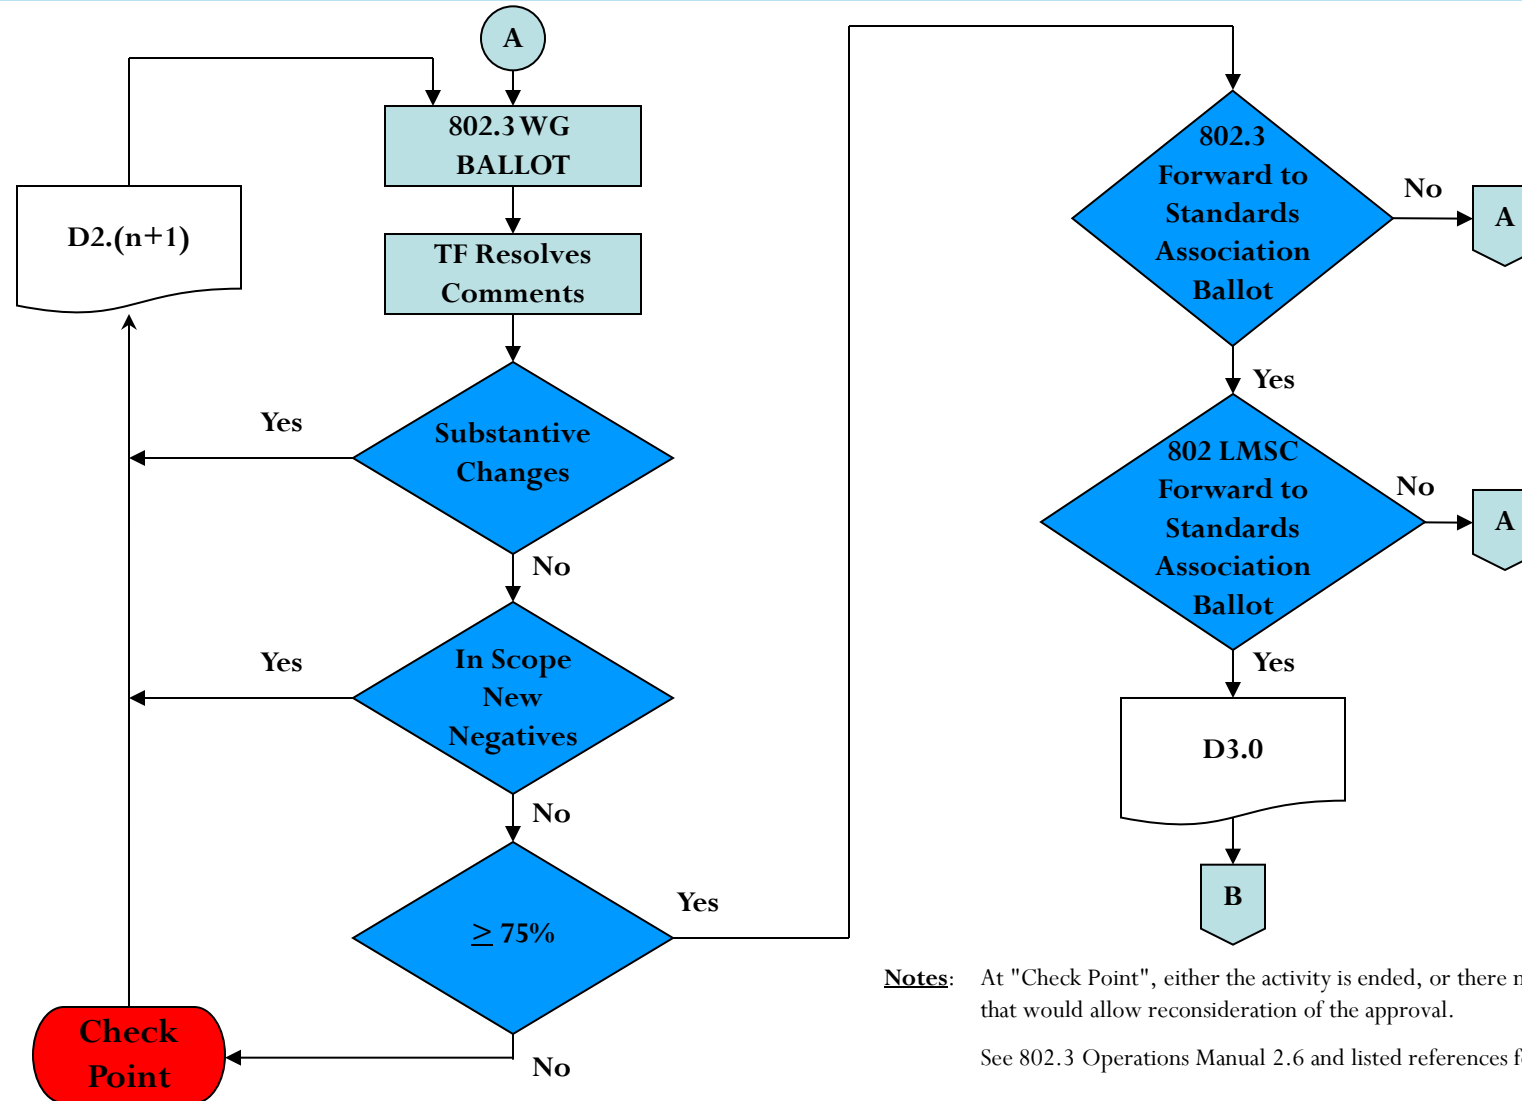 A
802.3 WG
BALLOT
D2.(n+1)
TF Resolves
Comments
Yes
Substantive
Changes
No
Yes
In Scope
New
Negatives
No
≥ 75%
Yes
No
Check
Point
802.3
Forward to
Standards
Association
Ballot
No
A
Yes
802 LMSC
Forward to
Standards
Association
Ballot
No
A
Yes
D3.0
B
Notes: At "Check Point", either the activity is ended, or there
that would allow reconsideration of the approval.
See 802.3 Operations Manual 2.6 and listed references